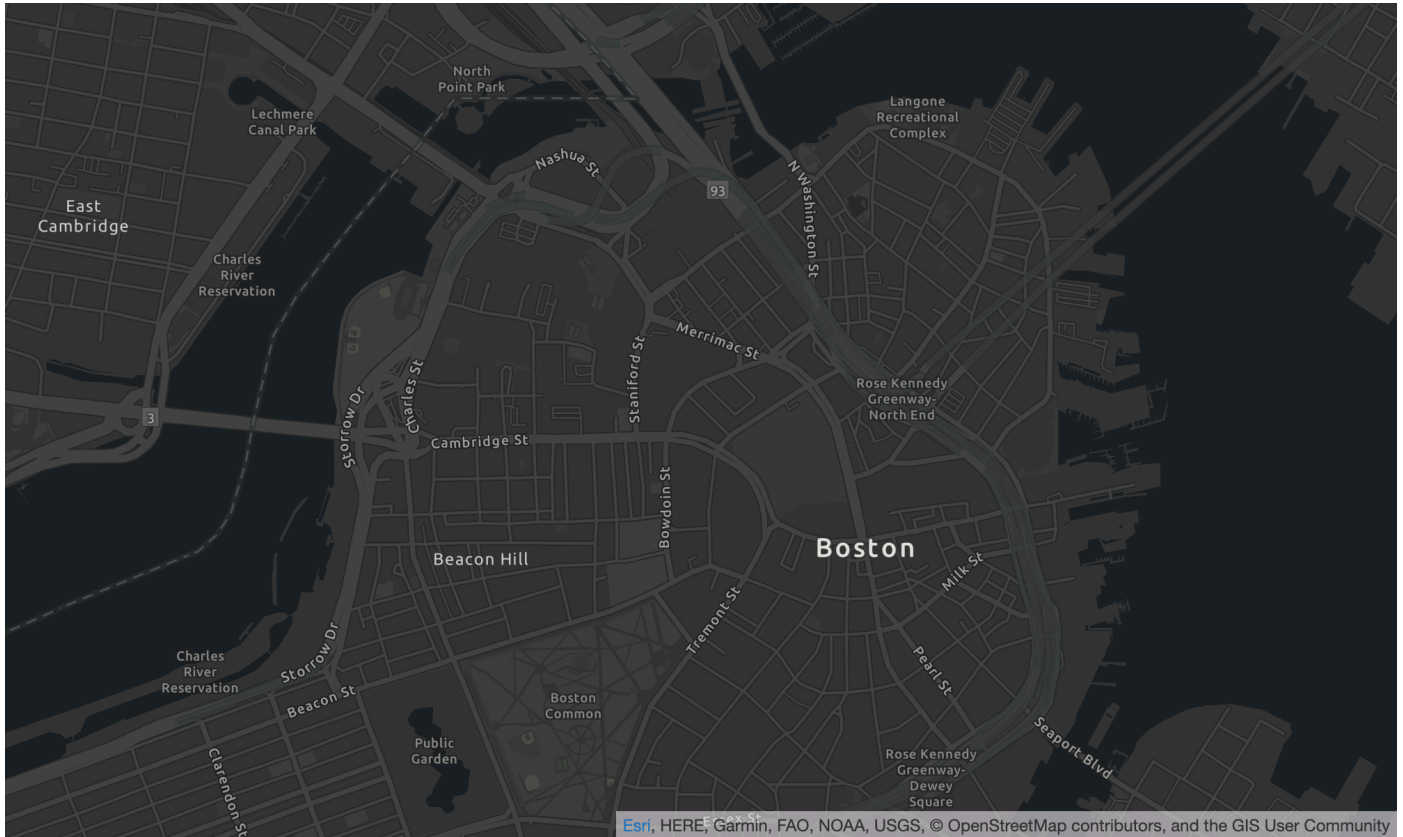 North
Point Park
Lechmere
Canal Park
Langone
Recreational
Complex
Nashua St
N Washington St
93
East
Cambridge
Charles
River
Reservation
Merrimac St
Staniford St
Charles St
Storrow Dr
3
Rose Kennedy
Greenway-
North End
Cambridge St
Bowdoin St
Boston
Beacon Hill
Milk St
Tremont St
Pearl St
Charles
River
Reservation
Storrow Dr
Beacon St
Boston
Common
Public
Garden
Clarendon St
Seaport Blvd
Rose Kennedy
Greenway-
Dewey
Square
Essex St
Esri, HERE, Garmin, FAO, NOAA, USGS, © OpenStreetMap contributors, and the GIS User Community